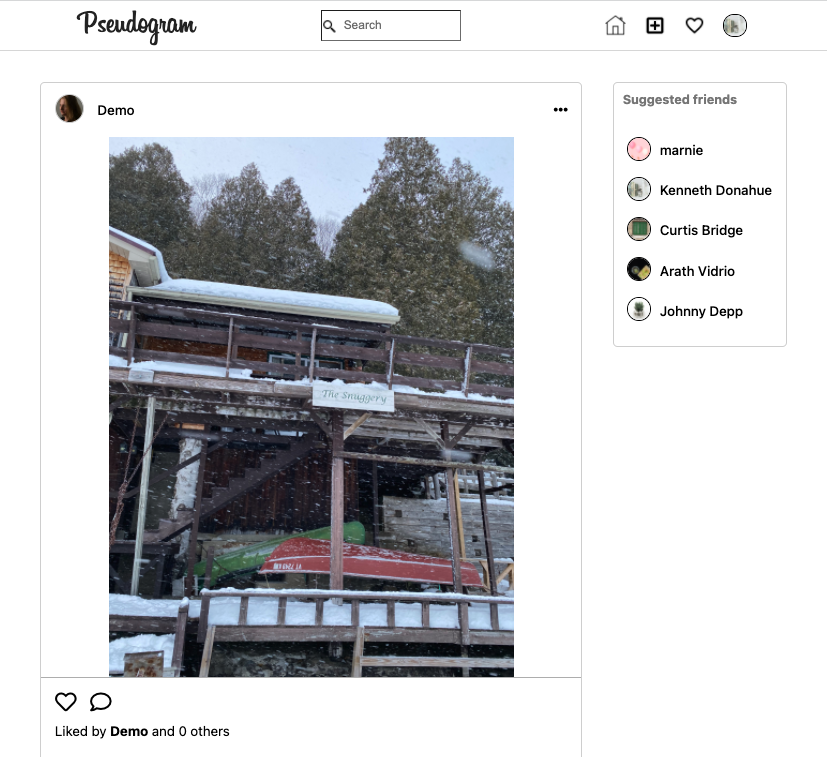 Pseudogram
Search
Demo
Suggested friends
marnie
Kenneth Donahue
Curtis Bridge
Arath Vidrio
Johnny Depp
The Snuggery
Liked by Demo and 0 others